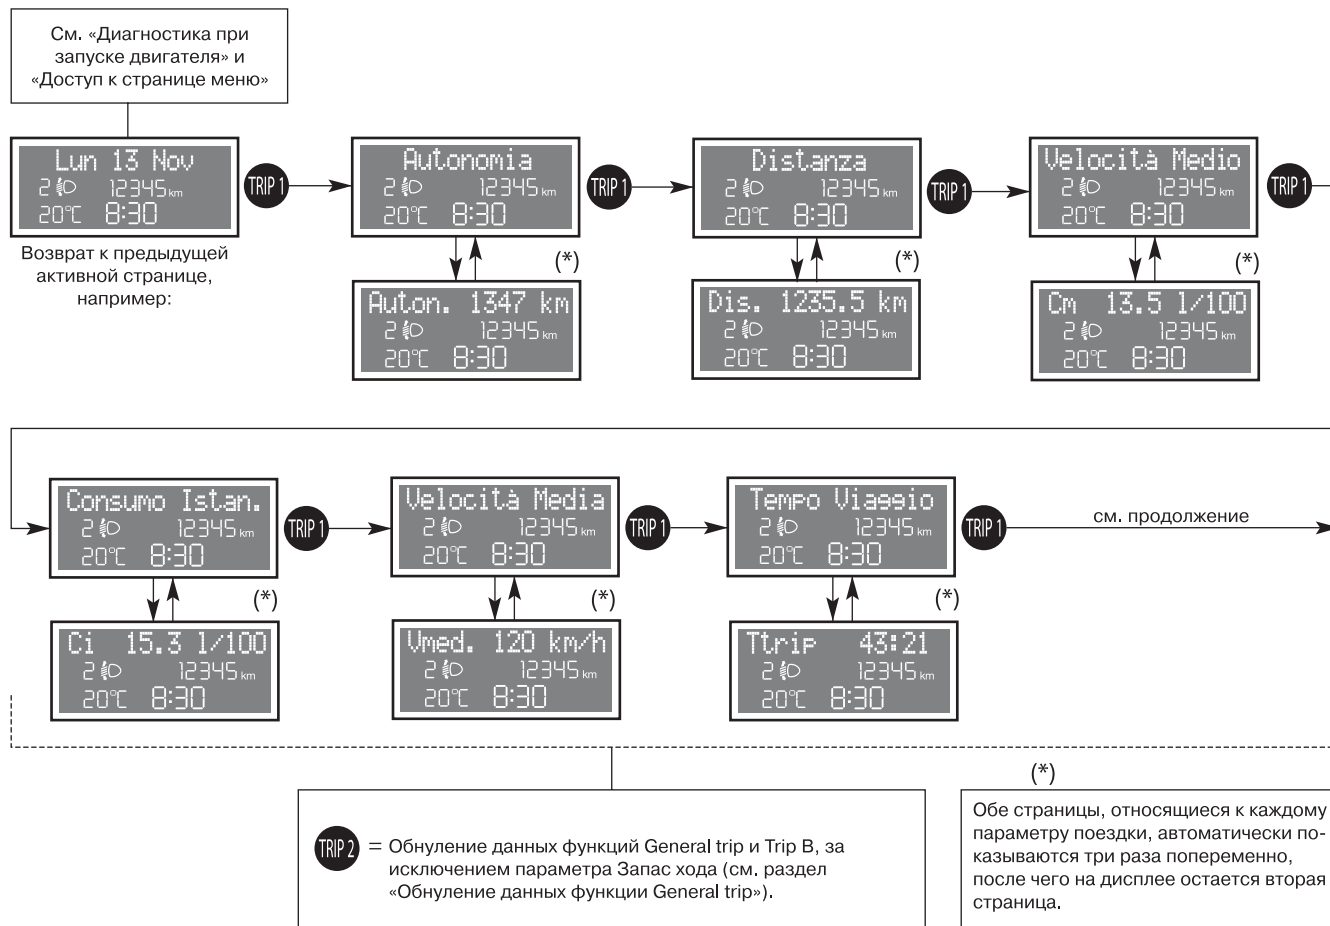 См. «Диагностика при
запуске двигателя» и
«Доступ к странице меню»
Lun 13 Nov
2 12345 km
20°C 8:30
TRIP 1
Autonomia
2 12345 km
20°C 8:30
TRIP 1
Distanza
2 12345 km
20°C 8:30
TRIP 1
Velocità Medio
2 12345 km
20°C 8:30
TRIP 1
Возврат к предыдущей
активной странице,
например:
(*)
Auton. 1347 km
2 12345 km
20°C 8:30
(*)
Dis. 1235.5 km
2 12345 km
20°C 8:30
(*)
Cm 13.5 l/100
2 12345 km
20°C 8:30
Consumo Istan.
2 12345 km
20°C 8:30
TRIP 1
Velocità Media
2 12345 km
20°C 8:30
TRIP 1
Tempo Viaggio
2 12345 km
20°C 8:30
TRIP 1
см. продолжение
(*)
Ci 15.3 l/100
2 12345 km
20°C 8:30
(*)
Vmed. 120 km/h
2 12345 km
20°C 8:30
(*)
Ttrip 43:21
2 12345 km
20°C 8:30
TRIP 2 = Обнуление данных функций General trip и Trip B, за
исключением параметра Запас хода (см. раздел
«Обнуление данных функции General trip»).
(*)
Обе страницы, относящиеся к каждому
параметру поездки, автоматически по-
казываются три раза попеременно,
после чего на дисплее остается вторая
страница.